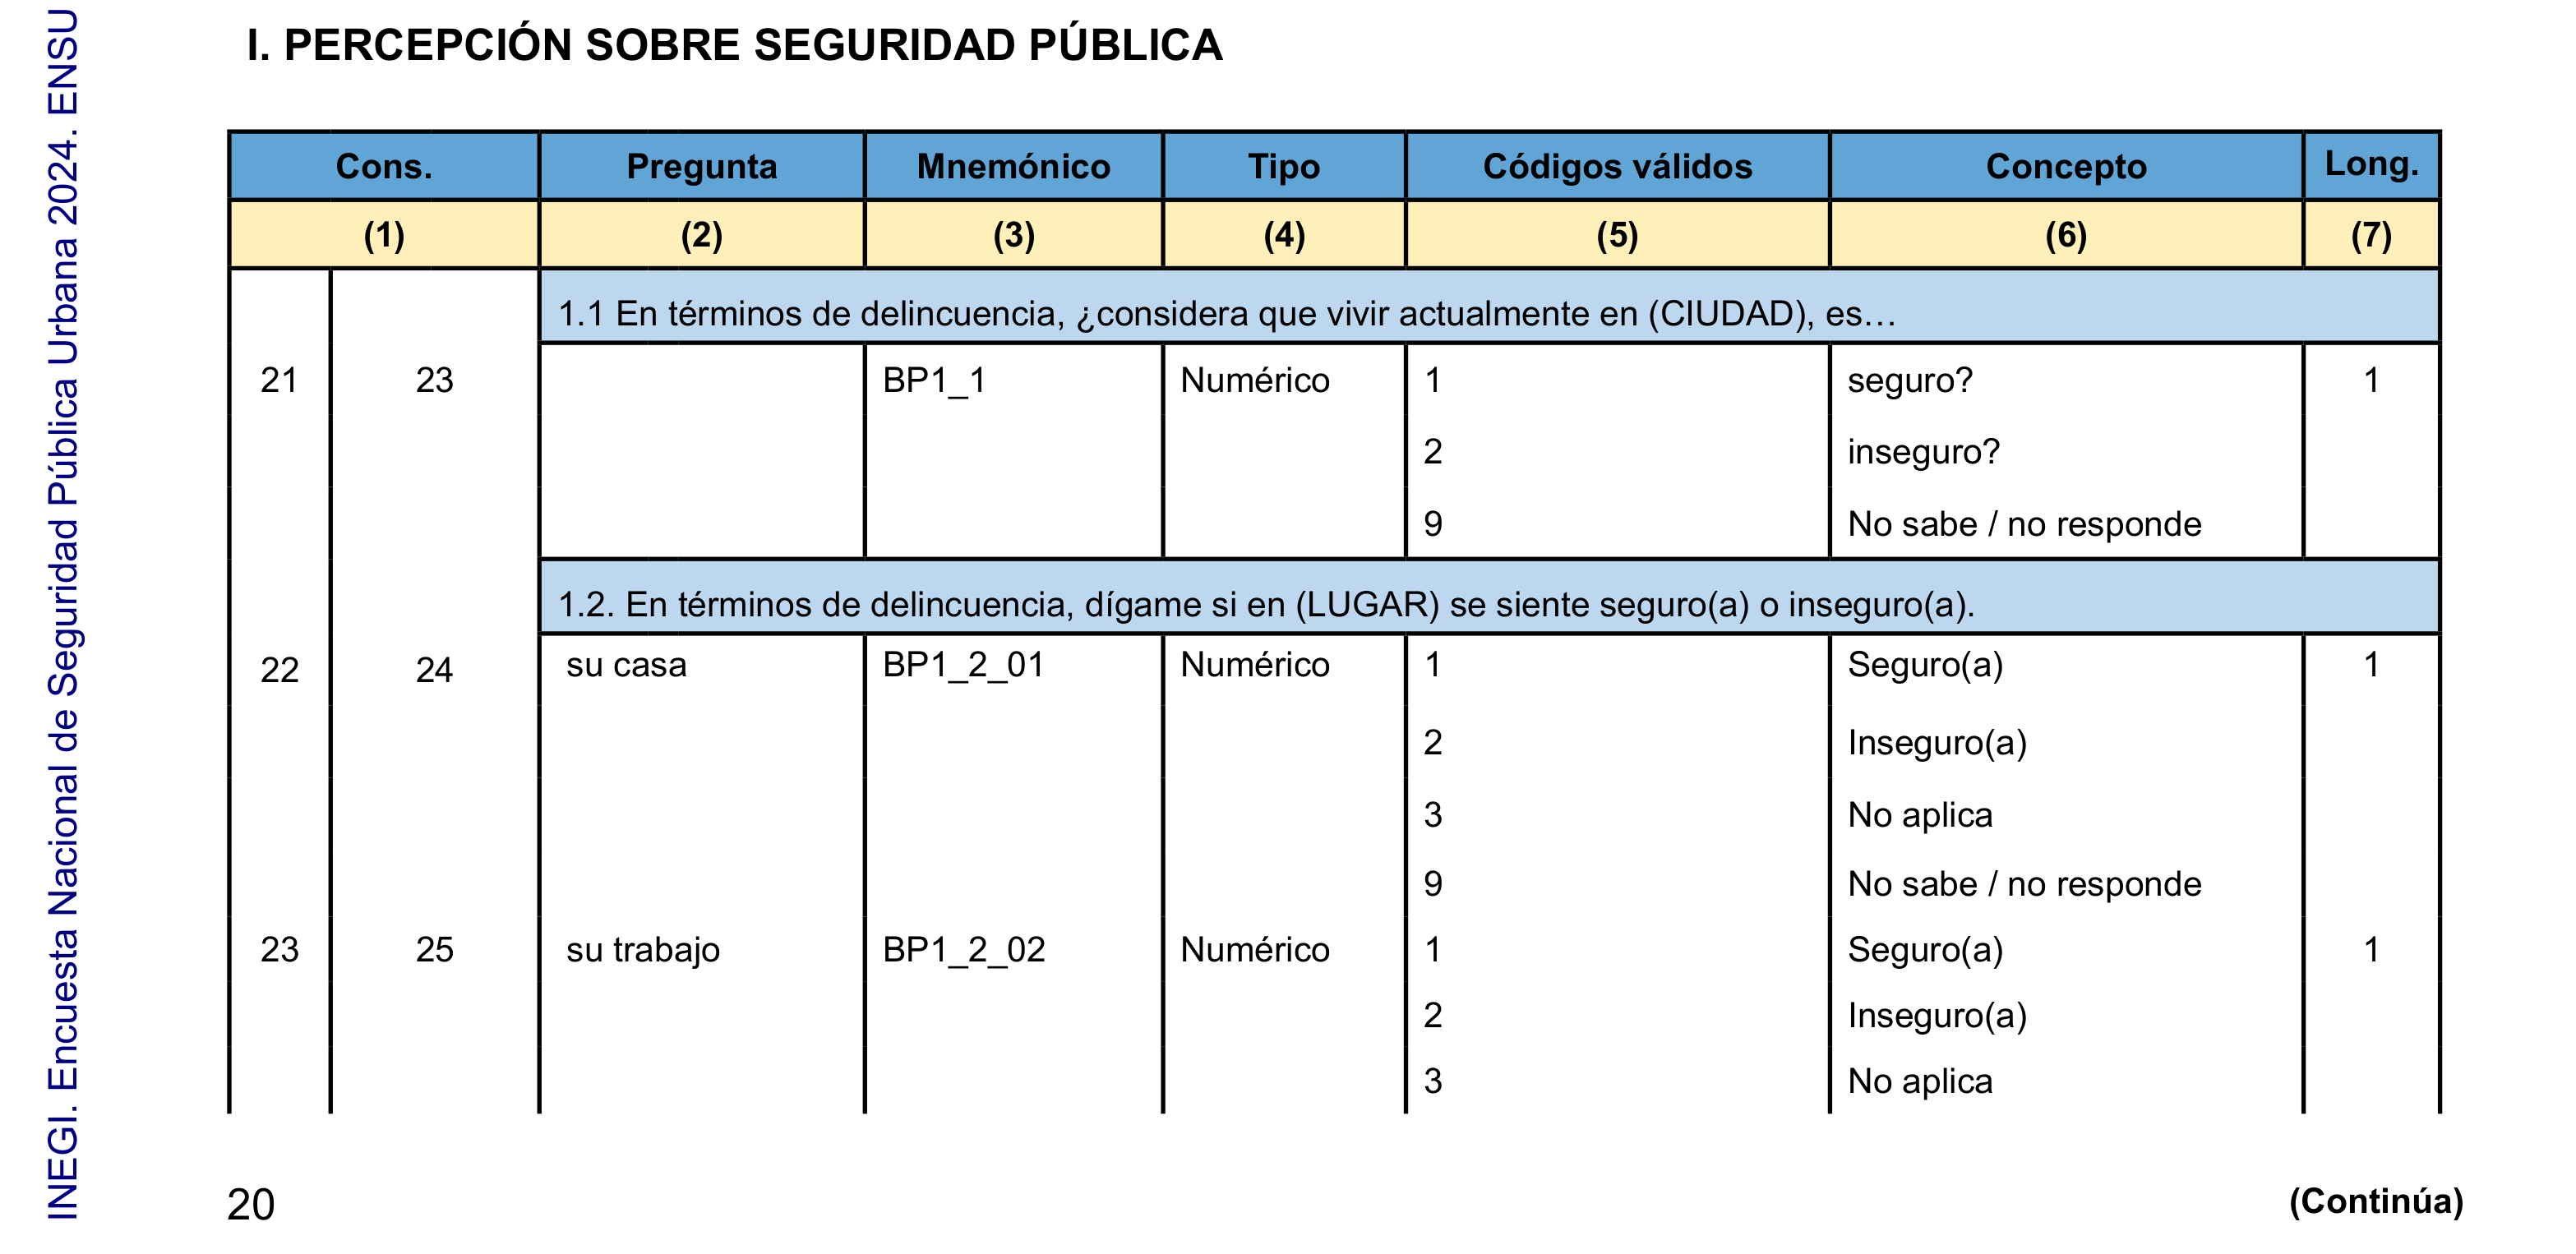 INEGI. Encuesta Nacional de Seguridad Pública Urbana 2024. ENSU
I. PERCEPCIÓN SOBRE SEGURIDAD PÚBLICA
Cons. Pregunta Mnemónico Tipo Códigos válidos Concepto Long.
(1) (2) (3) (4) (5) (6) (7)
1.1 En términos de delincuencia, ¿considera que vivir actualmente en (CIUDAD), es…
21 23 BP1_1 Numérico 1 seguro? 1
2 inseguro?
9 No sabe / no responde
1.2. En términos de delincuencia, dígame si en (LUGAR) se siente seguro(a) o inseguro(a).
22 24 su casa BP1_2_01 Numérico 1 Seguro(a) 1
2 Inseguro(a)
3 No aplica
9 No sabe / no responde
23 25 su trabajo BP1_2_02 Numérico 1 Seguro(a) 1
2 Inseguro(a)
3 No aplica
20 (Continúa)